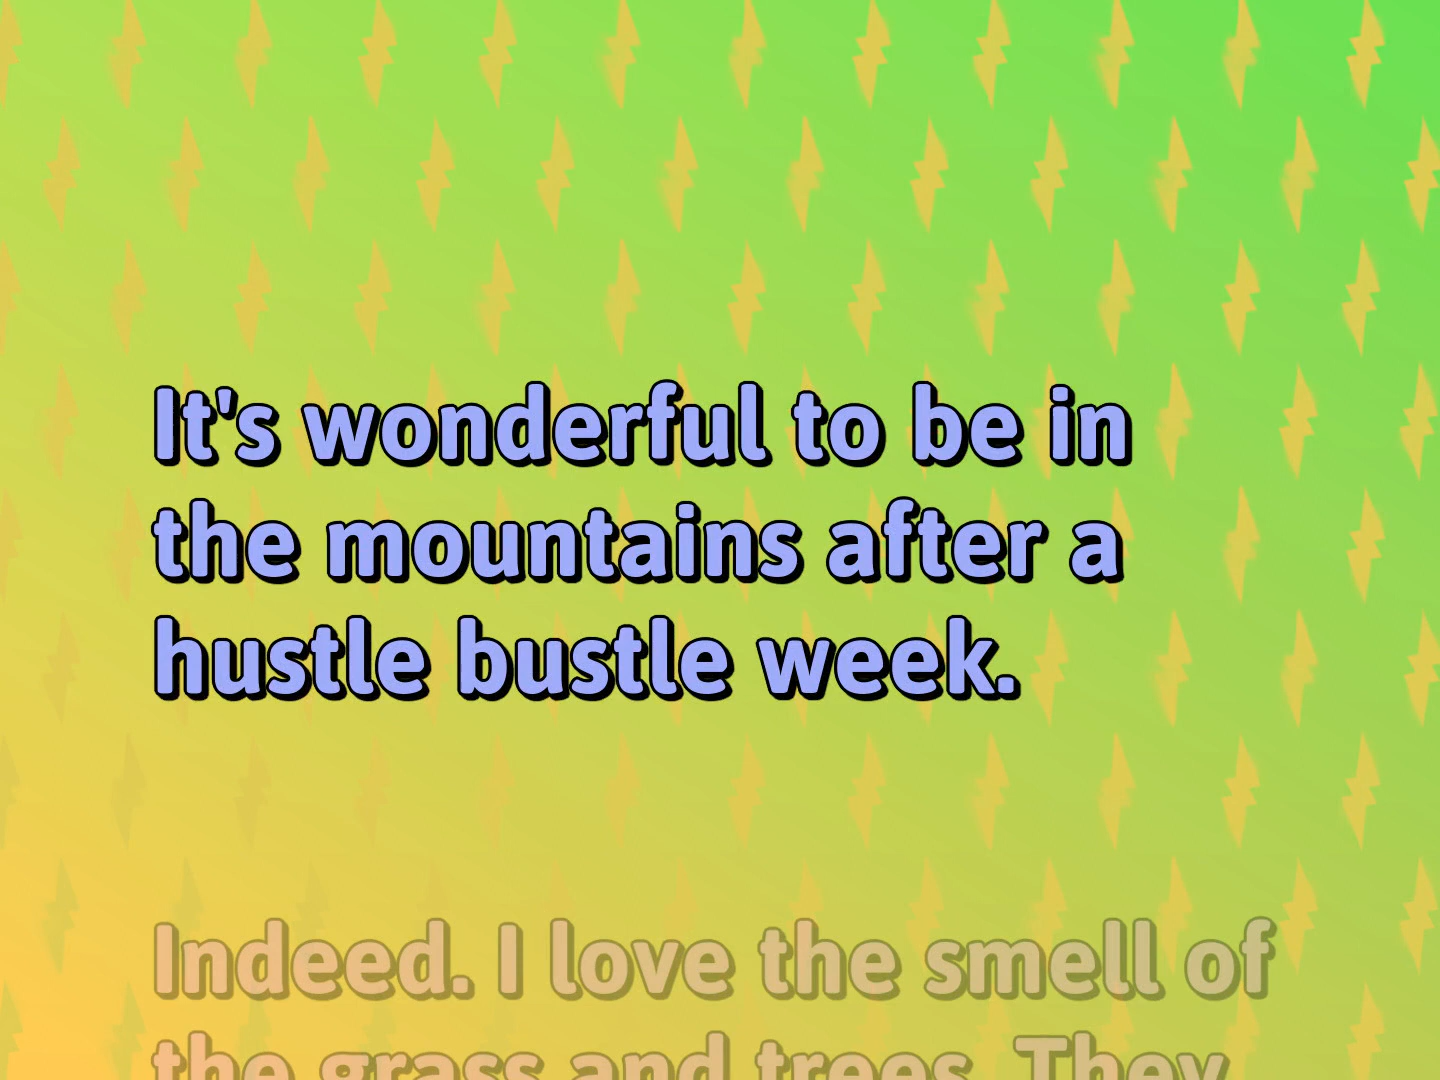 It's wonderful to be in
the mountains after a
hustle bustle week.
Indeed. I love the smell of
the grass and trees. They